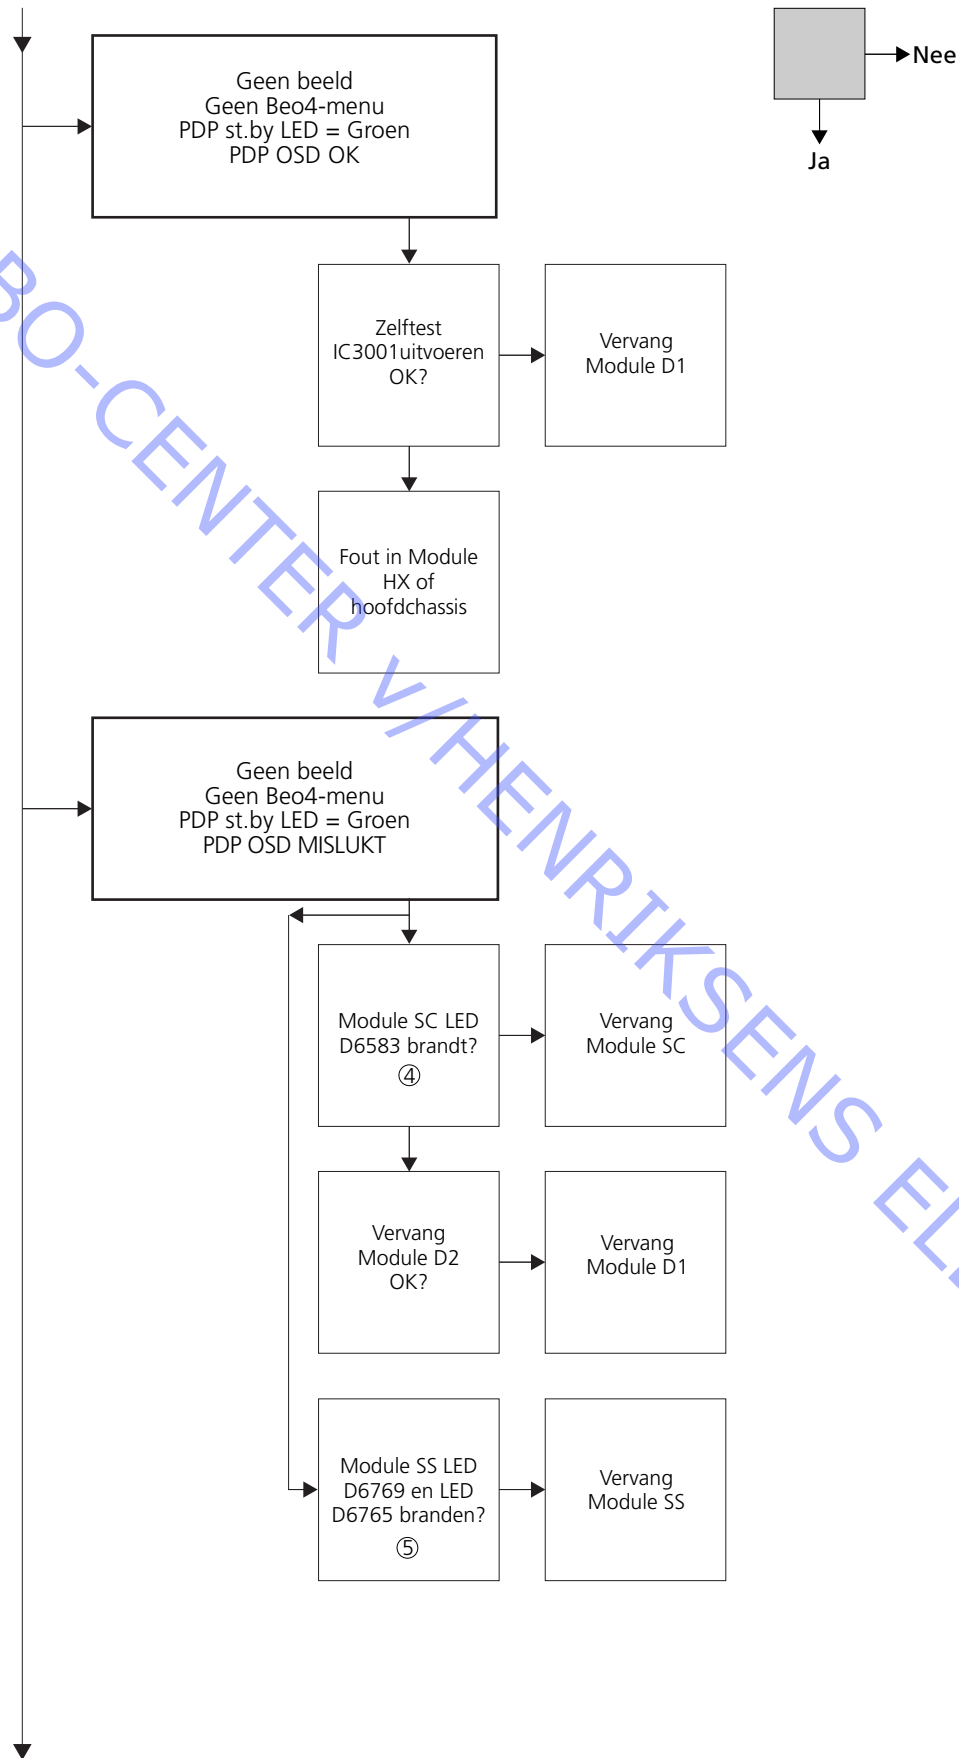 Nee
Ja
Geen beeld
Geen Beo4-menu
PDP st.by LED = Groen
PDP OSD OK
Zelftest
IC3001uitvoeren
OK?
Vervang
Module D1
Fout in Module
HX of
hoofdchassis
Geen beeld
Geen Beo4-menu
PDP st.by LED = Groen
PDP OSD MISLUKT
Module SC LED
D6583 brandt?
④
Vervang
Module SC
Vervang
Module D2
OK?
Vervang
Module D1
Module SS LED
D6769 en LED
D6765 branden?
⑤
Vervang
Module SS
BO-CENTER v/HENRIKSENS